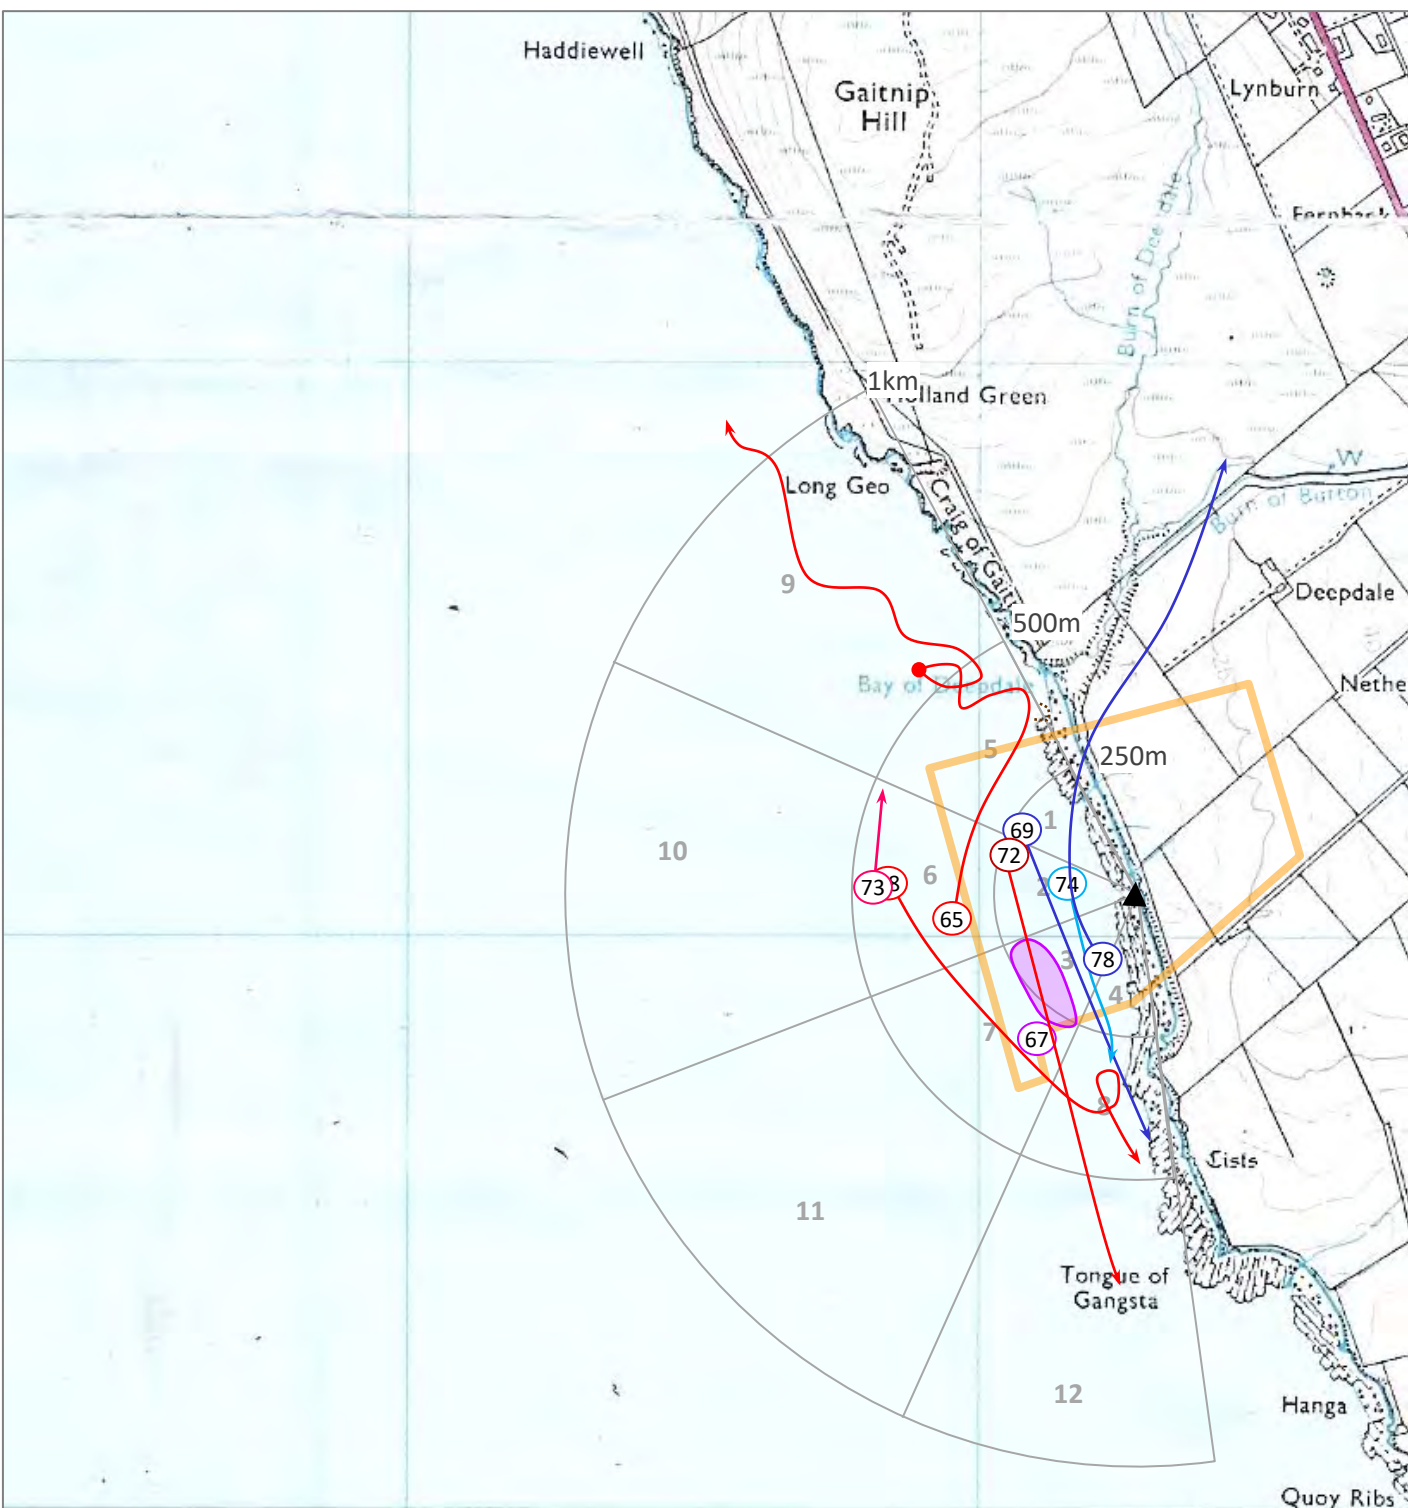 Haddiewell
Gaitnip
Hill
Lynburn
Burn of Deepdale
1km
Holland Green
Long Geo
Craig of
W
Burn of Burton
9
Deepdale
500m
Bay of Deepdale
Nethe
5
250m
69
1
72
10
6
73
2
74
65
3
78
4
7
67
8
Cists
11
Tongue of
Gangsta
12
Hanga
Quoy Ribs